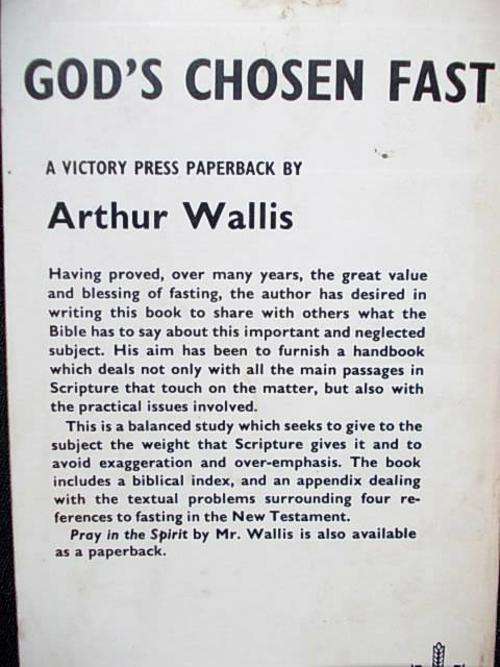 GOD'S CHOSEN FAST
A VICTORY PRESS PAPERBACK BY
Arthur Wallis
Having proved, over many years, the great value
and blessing of fasting, the author has desired in
writing this book to share with others what the
Bible has to say about this important and neglected
subject. His aim has been to furnish a handbook
which deals not only with all the main passages in
Scripture that touch on the matter, but also with
the practical issues involved.
This is a balanced study which seeks to give to the
subject the weight that Scripture gives it and to
avoid exaggeration and over-emphasis. The book
includes a biblical index, and an appendix dealing
with the textual problems surrounding four re-
ferences to fasting in the New Testament.
Pray in the Spirit by Mr. Wallis is also available
as a paperback.